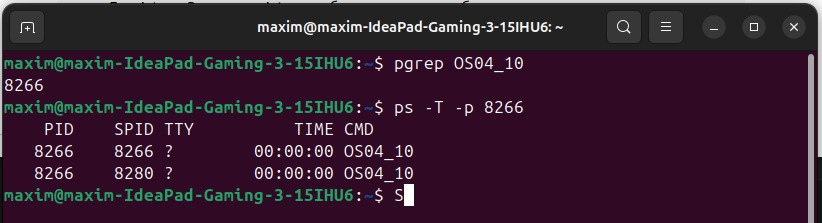 maxim@maxim-IdeaPad-Gaming-3-15IHU6: ~
maxim@maxim-IdeaPad-Gaming-3-15IHU6:~$ pgrep OS04_10
8266
maxim@maxim-IdeaPad-Gaming-3-15IHU6:~$ ps -T -p 8266
    PID    SPID TTY          TIME CMD
   8266    8266 ?        00:00:00 OS04_10
   8266    8280 ?        00:00:00 OS04_10
maxim@maxim-IdeaPad-Gaming-3-15IHU6:~$ S